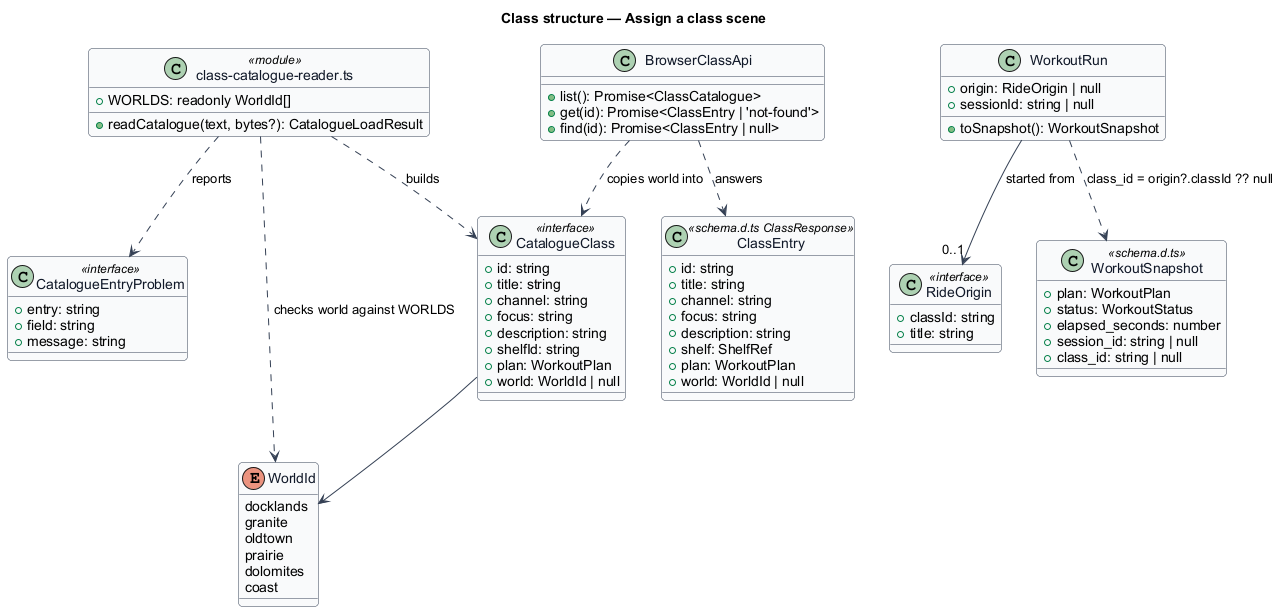 Class structure — Assign a class scene
«module»
class-catalogue-reader.ts
WORLDS: readonly WorldId[]
readCatalogue(text, bytes?): CatalogueLoadResult
BrowserClassApi
list(): Promise<ClassCatalogue>
get(id): Promise<ClassEntry | 'not-found'>
find(id): Promise<ClassEntry | null>
WorkoutRun
origin: RideOrigin | null
sessionId: string | null
toSnapshot(): WorkoutSnapshot
reports
builds
copies world into
answers
started from
class_id = origin?.classId ?? null
0..1
checks world against WORLDS
«interface»
CatalogueEntryProblem
entry: string
field: string
message: string
«interface»
CatalogueClass
id: string
title: string
channel: string
focus: string
description: string
shelfId: string
plan: WorkoutPlan
world: WorldId | null
«schema.d.ts ClassResponse»
ClassEntry
id: string
title: string
channel: string
focus: string
description: string
shelf: ShelfRef
plan: WorkoutPlan
world: WorldId | null
«interface»
RideOrigin
classId: string
title: string
«schema.d.ts»
WorkoutSnapshot
plan: WorkoutPlan
status: WorkoutStatus
elapsed_seconds: number
session_id: string | null
class_id: string | null
WorldId
docklands
granite
oldtown
prairie
dolomites
coast